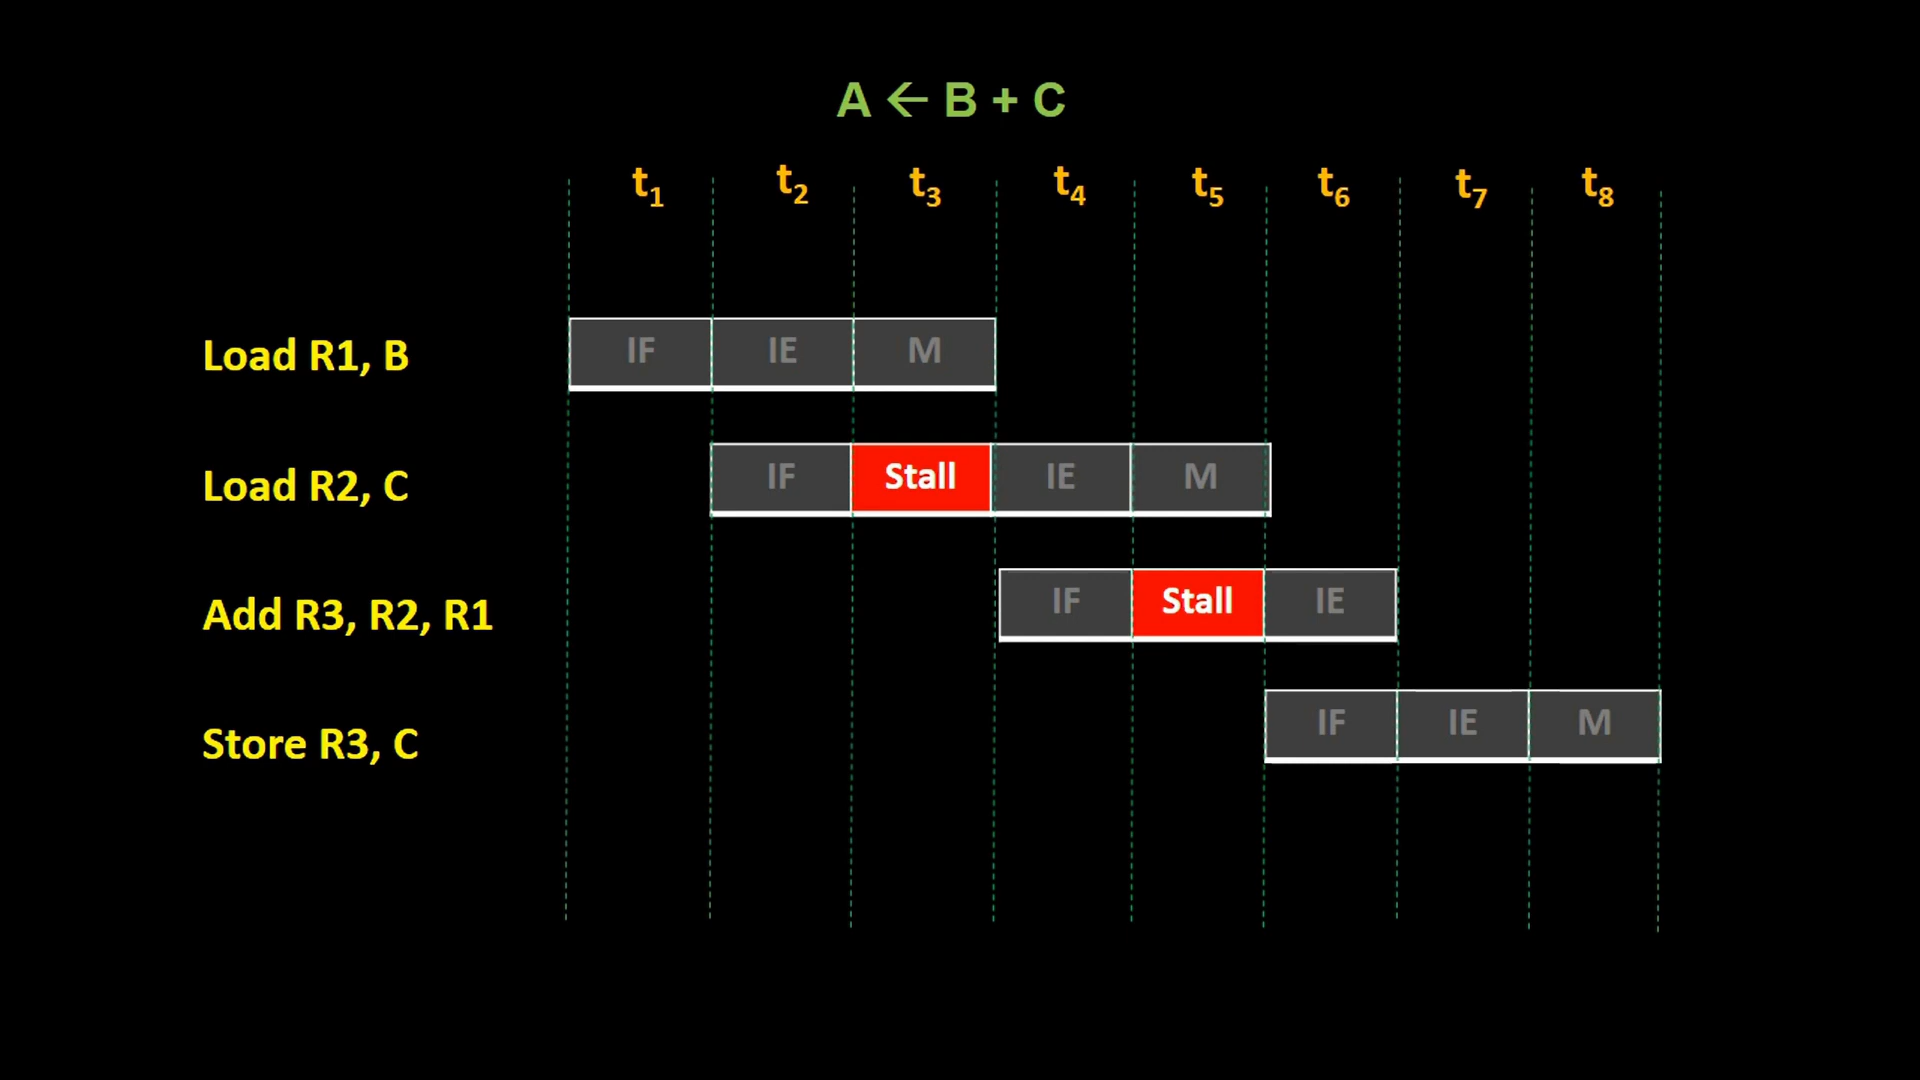 A ← B + C
t1 t2 t3 t4 t5 t6 t7 t8
Load R1, B IF IE M
Load R2, C IF Stall IE M
Add R3, R2, R1 IF Stall IE
Store R3, C IF IE M